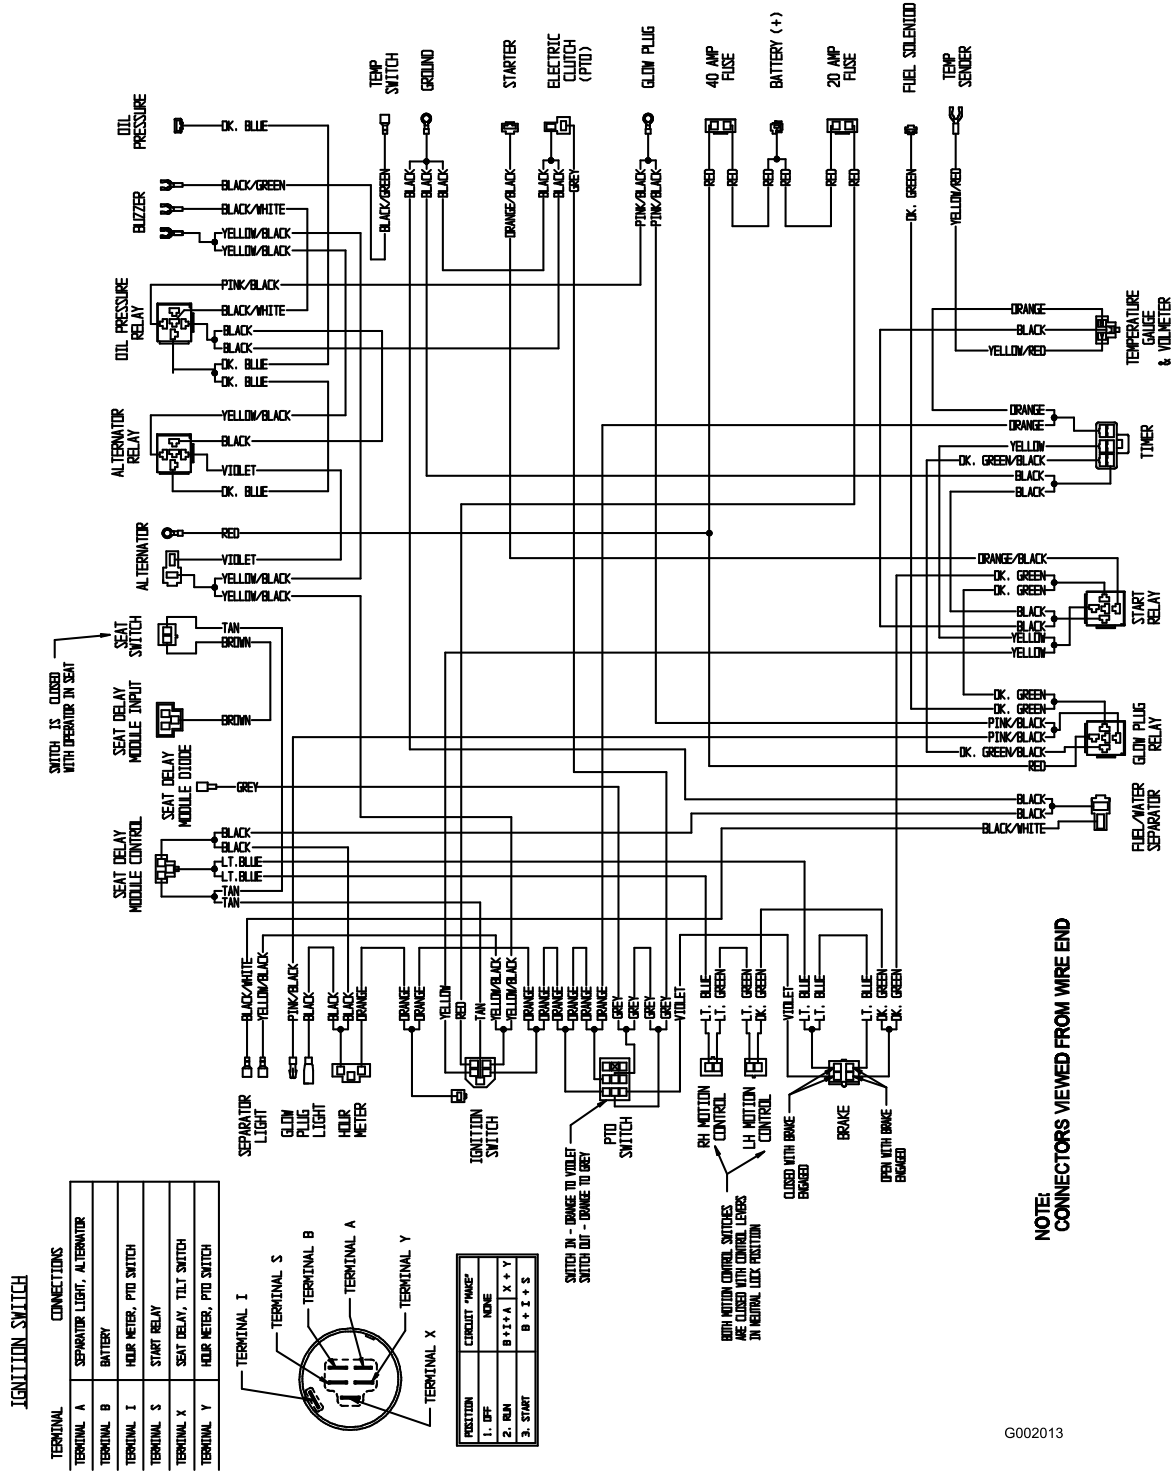 OIL
PRESSURE
DK. BLUE
BUZZER
BLACK/GREEN
BLACK/WHITE
YELLOW/BLACK
YELLOW/BLACK
OIL PRESSURE
RELAY
PINK/BLACK
BLACK/WHITE
BLACK
BLACK
DK. BLUE
DK. BLUE
ALTERNATOR
RELAY
YELLOW/BLACK
BLACK
VIOLET
DK. BLUE
ALTERNATOR
RED
VIOLET
YELLOW/BLACK
YELLOW/BLACK
SEAT
SWITCH
TAN
BROWN
SWITCH IS CLOSED
WITH OPERATOR IN SEAT
SEAT DELAY
MODULE INPUT
BROWN
SEAT DELAY
MODULE DIODE
GREY
SEAT DELAY
MODULE CONTROL
BLACK
BLACK
LT.BLUE
LT.BLUE
TAN
TAN
TEMP
SWITCH
BLACK/GREEN
GROUND
BLACK
BLACK
BLACK
STARTER
ORANGE/BLACK
ELECTRIC
CLUTCH
(PTO)
BLACK
BLACK
GREY
GLOW PLUG
PINK/BLACK
PINK/BLACK
40 AMP
FUSE
RED
RED
BATTERY (+)
RED
RED
20 AMP
FUSE
RED
RED
FUEL SOLENIOD
DK. GREEN
TEMP
SENDER
YELLOW/RED
ORANGE
BLACK
YELLOW/RED
TEMPERATURE
GAUGE
& VOLMETER
ORANGE
ORANGE
YELLOW
DK. GREEN/BLACK
BLACK
BLACK
TIMER
ORANGE/BLACK
DK. GREEN
DK. GREEN
BLACK
BLACK
YELLOW
YELLOW
START
RELAY
DK. GREEN
DK. GREEN
PINK/BLACK
PINK/BLACK
DK. GREEN/BLACK
RED
GLOW PLUG
RELAY
BLACK
BLACK
BLACK/WHITE
FUEL/WATER
SEPARATOR
BLACK/WHITE
YELLOW/BLACK
SEPARATOR
LIGHT
PINK/BLACK
BLACK
GLOW
PLUG
LIGHT
BLACK
BLACK
ORANGE
HOUR
METER
ORANGE
ORANGE
YELLOW
RED
TAN
YELLOW/BLACK
YELLOW/BLACK
ORANGE
ORANGE
IGNITION
SWITCH
ORANGE
ORANGE
ORANGE
GREY
GREY
GREY
GREY
VIOLET
PTO
SWITCH
SWITCH IN - ORANGE TO VIOLET
SWITCH OUT - ORANGE TO GREY
LT. BLUE
LT. GREEN
RH MOTION
CONTROL
LT. GREEN
DK. GREEN
LH MOTION
CONTROL
BOTH MOTION CONTROL SWITCHES
ARE CLOSED WITH CONTROL LEVERS
IN NEUTRAL LOCK POSITION
VIOLET
LT. BLUE
LT. BLUE
LT. BLUE
DK. GREEN
DK. GREEN
BRAKE
CLOSED WITH BRAKE
ENGAGED
OPEN WITH BRAKE
ENGAGED
NOTE:
CONNECTORS VIEWED FROM WIRE END
IGNITION SWITCH
TERMINAL CONNECTIONS
TERMINAL A SEPARATOR LIGHT, ALTERNATOR
TERMINAL B BATTERY
TERMINAL I HOUR METER, PTO SWITCH
TERMINAL S START RELAY
TERMINAL X SEAT DELAY, TILT SWITCH
TERMINAL Y HOUR METER, PTO SWITCH
TERMINAL I
TERMINAL S
TERMINAL B
TERMINAL A
TERMINAL Y
TERMINAL X
POSITION CIRCUIT "MAKE"
1. OFF NONE
2. RUN B+I+A X + Y
3. START B + I + S
G002013